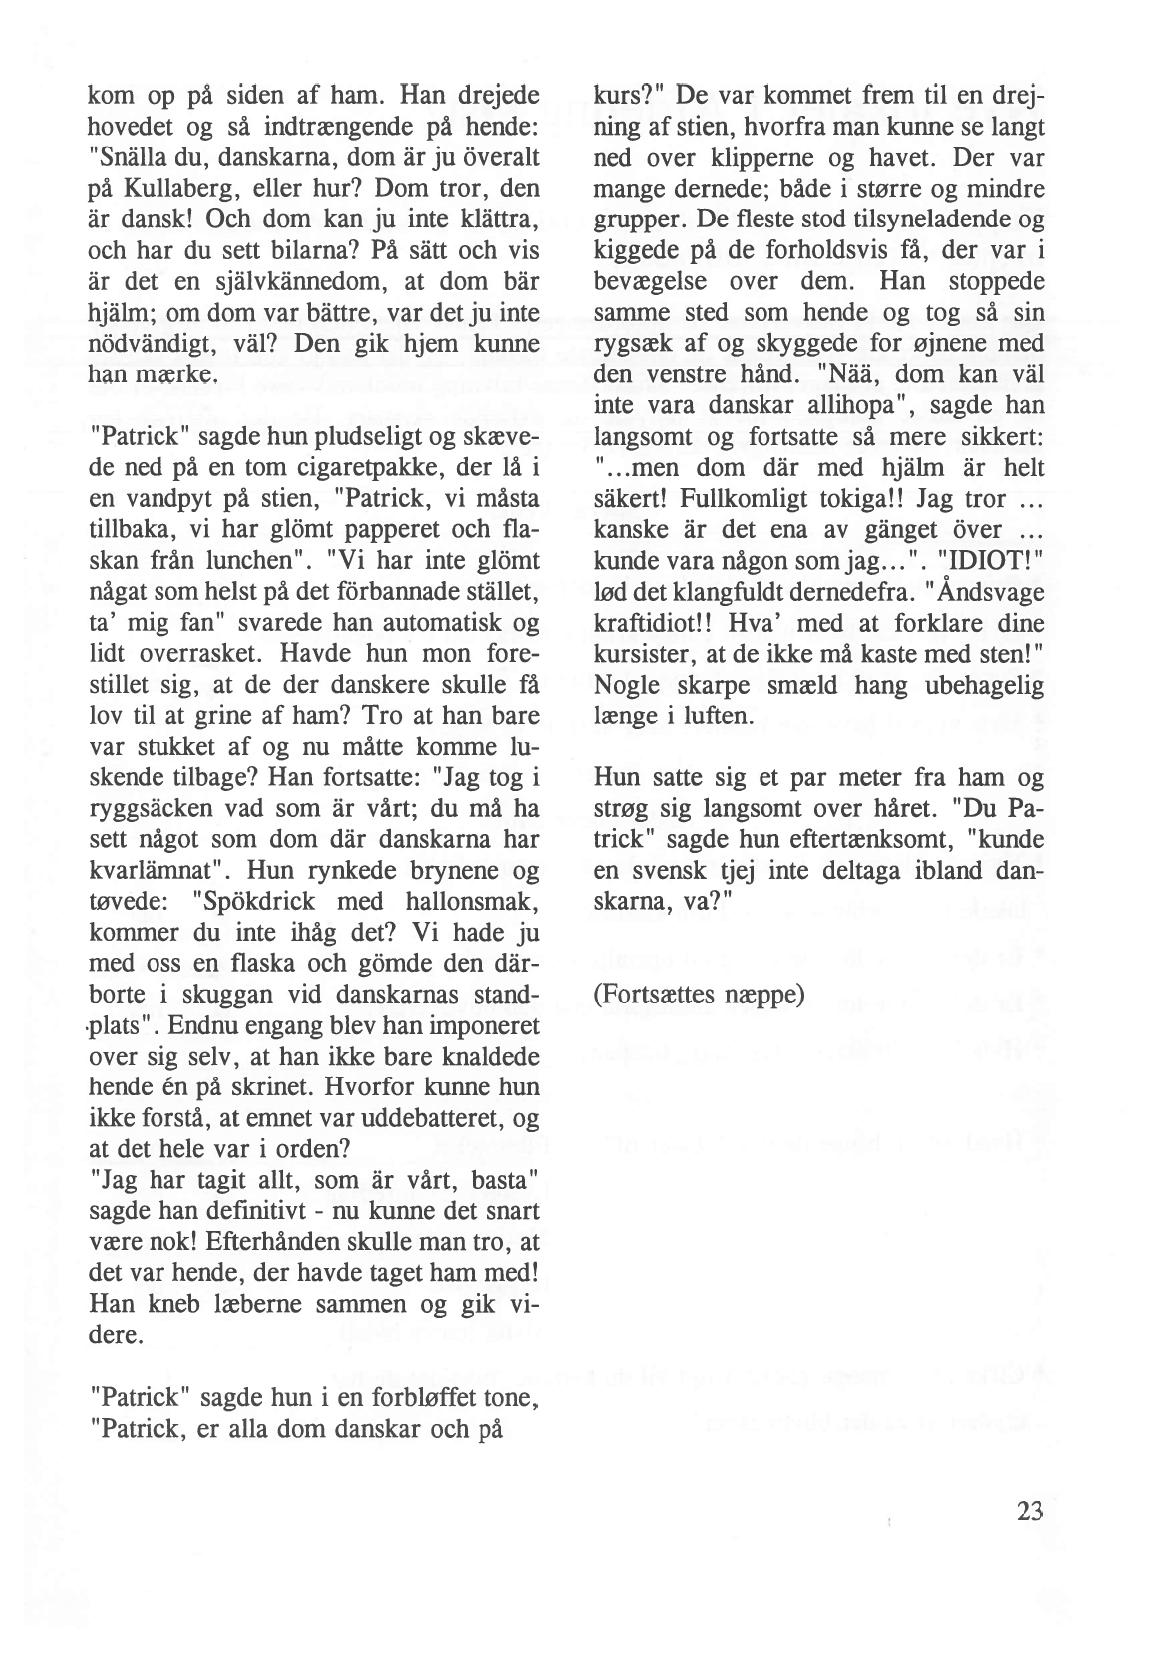 kom op på siden af ham. Han drejede
hovedet og så indtrængende på hende:
"Snälla du, danskarna, dom är ju överalt
på Kullaberg, eller hur? Dom tror, den
är dansk! Och dom kan ju inte klättra,
och har du sett bilarna? På sätt och vis
är det en självkännedom, at dom bär
hjälm; om dom var bättre, var det ju inte
nödvändigt, väl? Den gik hjem kunne
han mærke.
"Patrick" sagde hun pludseligt og skæve-
de ned på en tom cigaretpakke, der lå i
en vandpyt på stien, "Patrick, vi måsta
tillbaka, vi har glömt papperet och fla-
skan från lunchen". "Vi har inte glömt
någat som helst på det förbannade stället,
ta' mig fan" svarede han automatisk og
lidt overrasket. Havde hun mon fore-
stillet sig, at de der danskere skulle få
lov til at grine af ham? Tro at han bare
var stukket af og nu måtte komme lu-
skende tilbage? Han fortsatte: "Jag tog i
ryggsäcken vad som är vårt; du må ha
sett något som dom där danskarna har
kvarlämnat". Hun rynkede brynene og
tøvede: "Spökdrick med hallonsmak,
kommer du inte ihåg det? Vi hade ju
med oss en flaska och gömde den där-
borte i skuggan vid danskarnas stand-
plats". Endnu engang blev han imponeret
over sig selv, at han ikke bare knaldede
hende én på skrinet. Hvorfor kunne hun
ikke forstå, at emnet var uddebatteret, og
at det hele var i orden?
"Jag har tagit allt, som är vårt, basta"
sagde han definitivt - nu kunne det snart
være nok! Efterhånden skulle man tro, at
det var hende, der havde taget ham med!
Han kneb læberne sammen og gik vi-
dere.
"Patrick" sagde hun i en forbløffet tone,
"Patrick, er alla dom danskar och på
kurs?" De var kommet frem til en drej-
ning af stien, hvorfra man kunne se langt
ned over klipperne og havet. Der var
mange dernede; både i større og mindre
grupper. De fleste stod tilsyneladende og
kiggede på de forholdsvis få, der var i
bevægelse over dem. Han stoppede
samme sted som hende og tog så sin
rygsæk af og skyggede for øjnene med
den venstre hånd. "Nää, dom kan väl
inte vara danskar allihopa", sagde han
langsomt og fortsatte så mere sikkert:
"...men dom där med hjälm är helt
säkert! Fullkomligt tokiga!! Jag tror ...
kanske är det ena av gänget över ...
kunde vara någon som jag...". "IDIOT!"
lød det klangfuldt dernedefra. "Åndsvage
kraftidiot!! Hva' med at forklare dine
kursister, at de ikke må kaste med sten!"
Nogle skarpe smæld hang ubehagelig
længe i luften.
Hun satte sig et par meter fra ham og
strøg sig langsomt over håret. "Du Pa-
trick" sagde hun eftertænksomt, "kunde
en svensk tjej inte deltaga ibland dan-
skarna, va?"
(Fortsættes næppe)
23